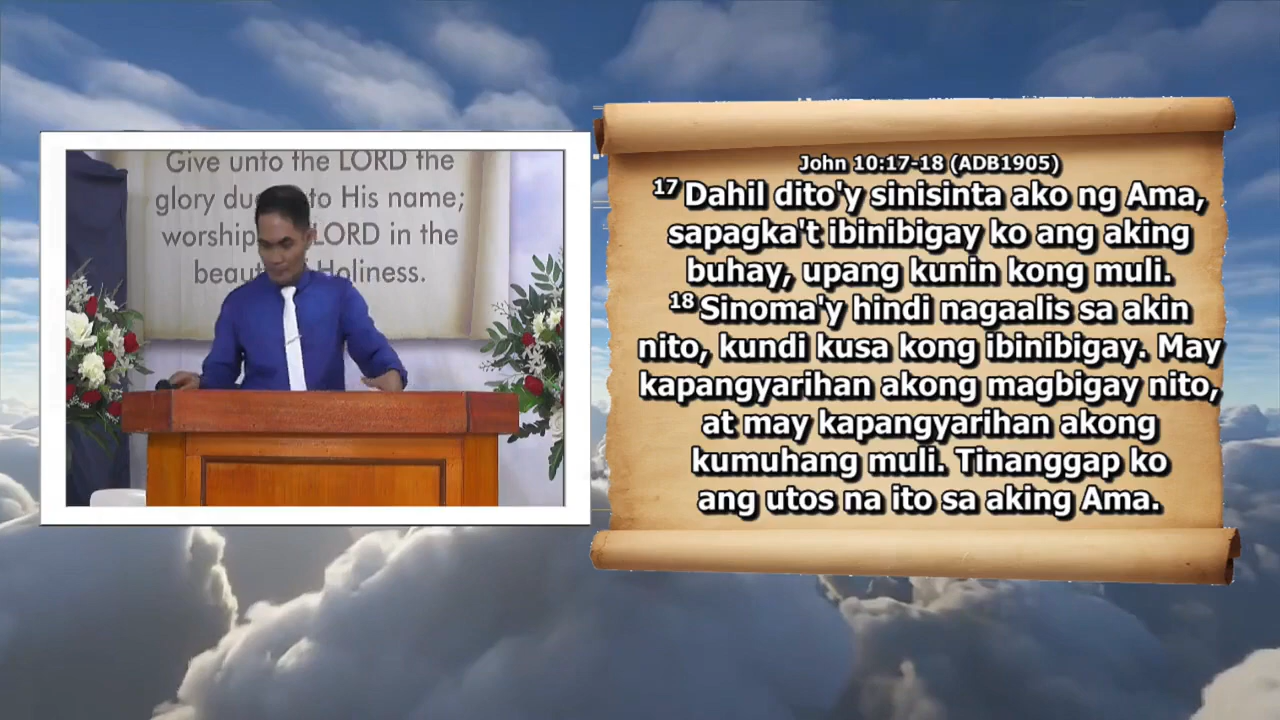 Give unto the LORD the
glory du to His name;
worship LORD in the
beaut Holiness.
John 10:17-18 (ADB1905)
17 Dahil dito'y sinisinta ako ng Ama,
sapagka't ibinibigay ko ang aking
buhay, upang kunin kong muli.
18 Sinoma'y hindi nagaalis sa akin
nito, kundi kusa kong ibinibigay. May
kapangyarihan akong magbigay nito,
at may kapangyarihan akong
kumuhang muli. Tinanggap ko
ang utos na ito sa aking Ama.